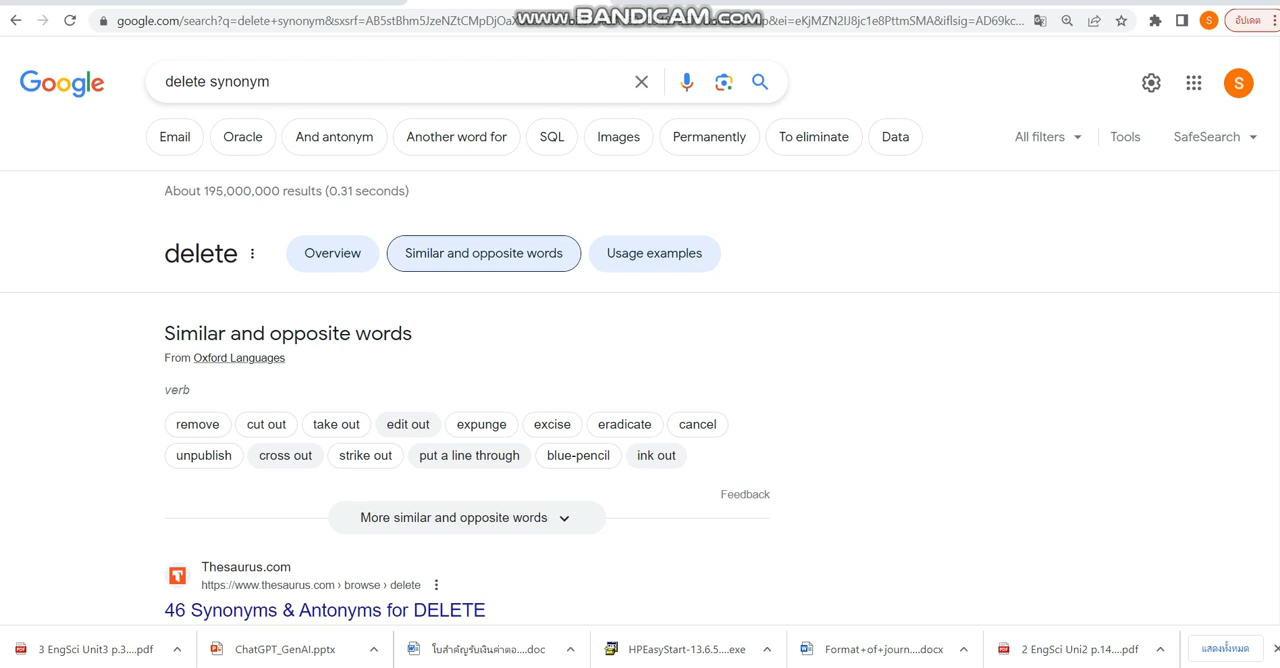 www.BANDICAM.com
google.com/search?q=delete+synonym&sxsrf=AB5stBhm5JzeNZtCMpDjOaX
p&ei=eKjMZN2IJ8jc1e8PttmSMA&iflsig=AD69kc...
S
อัปเดต
Google
delete synonym
S
Email
Oracle
And antonym
Another word for
SQL
Images
Permanently
To eliminate
Data
All filters
Tools
SafeSearch
About 195,000,000 results (0.31 seconds)
delete
Overview
Similar and opposite words
Usage examples
Similar and opposite words
From Oxford Languages
verb
remove
cut out
take out
edit out
expunge
excise
eradicate
cancel
unpublish
cross out
strike out
put a line through
blue-pencil
ink out
Feedback
More similar and opposite words
Thesaurus.com
https://www.thesaurus.com › browse › delete
46 Synonyms & Antonyms for DELETE
3 EngSci Unit3 p.3....pdf
ChatGPT_GenAI.pptx
ใบสำคัญรับเงินค่าตอ....doc
HPEasyStart-13.6.5....exe
Format+of+journ....docx
2 EngSci Uni2 p.14....pdf
แสดงทั้งหมด